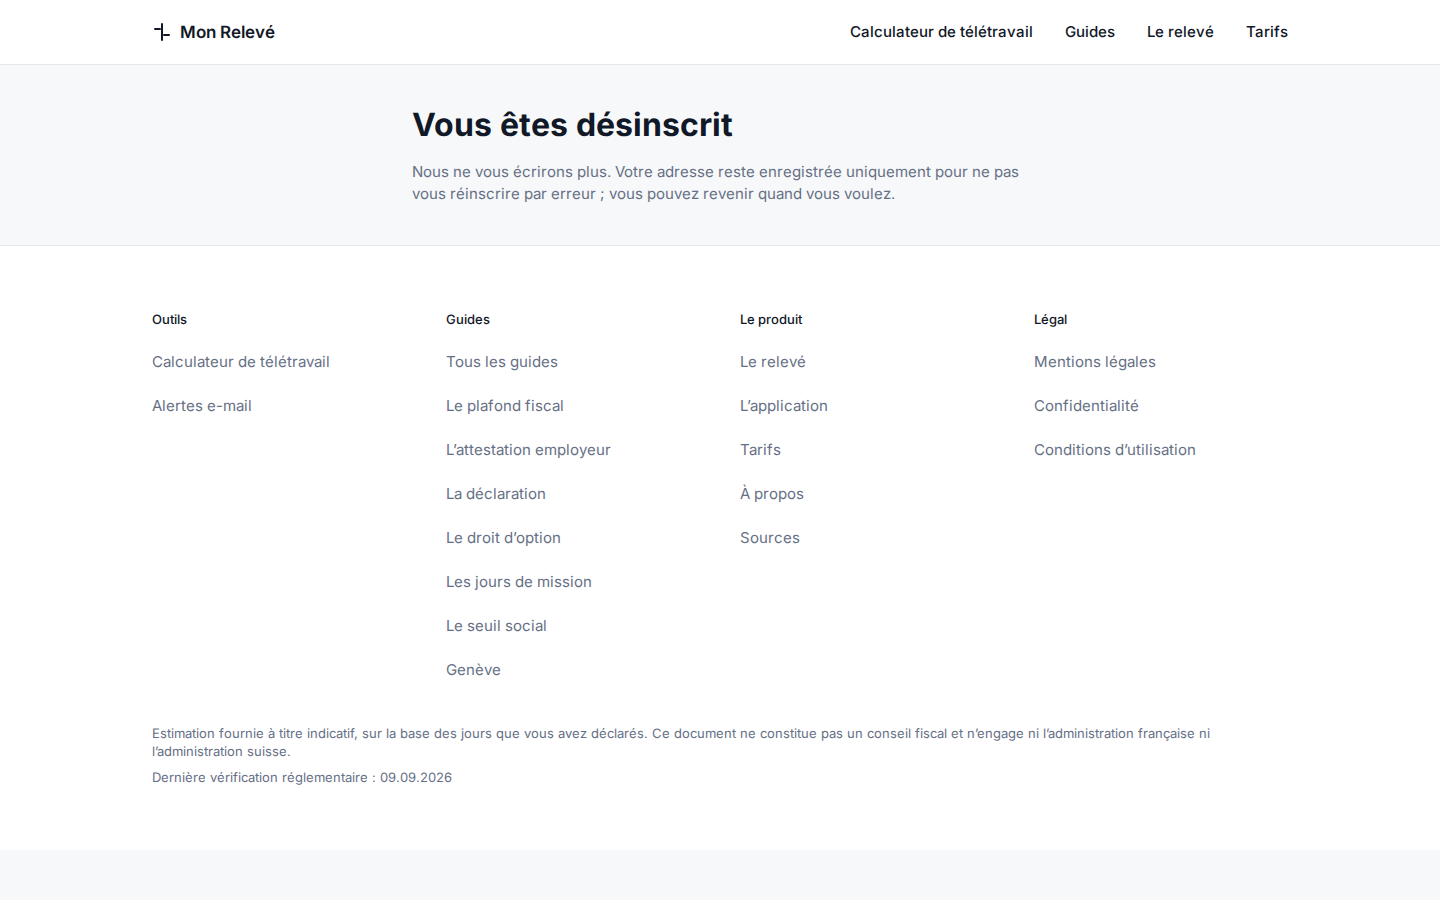 Mon Relevé
Calculateur de télétravail
Guides
Le relevé
Tarifs
Vous êtes désinscrit
Nous ne vous écrirons plus. Votre adresse reste enregistrée uniquement pour ne pas
vous réinscrire par erreur ; vous pouvez revenir quand vous voulez.
Outils
Calculateur de télétravail
Alertes e-mail
Guides
Tous les guides
Le plafond fiscal
L’attestation employeur
La déclaration
Le droit d’option
Les jours de mission
Le seuil social
Genève
Le produit
Le relevé
L’application
Tarifs
À propos
Sources
Légal
Mentions légales
Confidentialité
Conditions d’utilisation
Estimation fournie à titre indicatif, sur la base des jours que vous avez déclarés. Ce document ne constitue pas un conseil fiscal et n’engage ni l’administration française ni
l’administration suisse.
Dernière vérification réglementaire : 09.09.2026